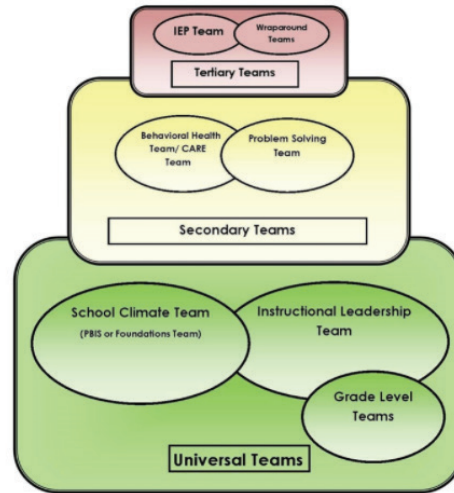 IEP Team
Wraparound
Teams
Tertiary Teams
Behavioral Health
Team/ CARE
Team
Problem Solving
Team
Secondary Teams
School Climate Team
(PBIS or Foundations Team)
Instructional Leadership
Team
Grade Level
Teams
Universal Teams